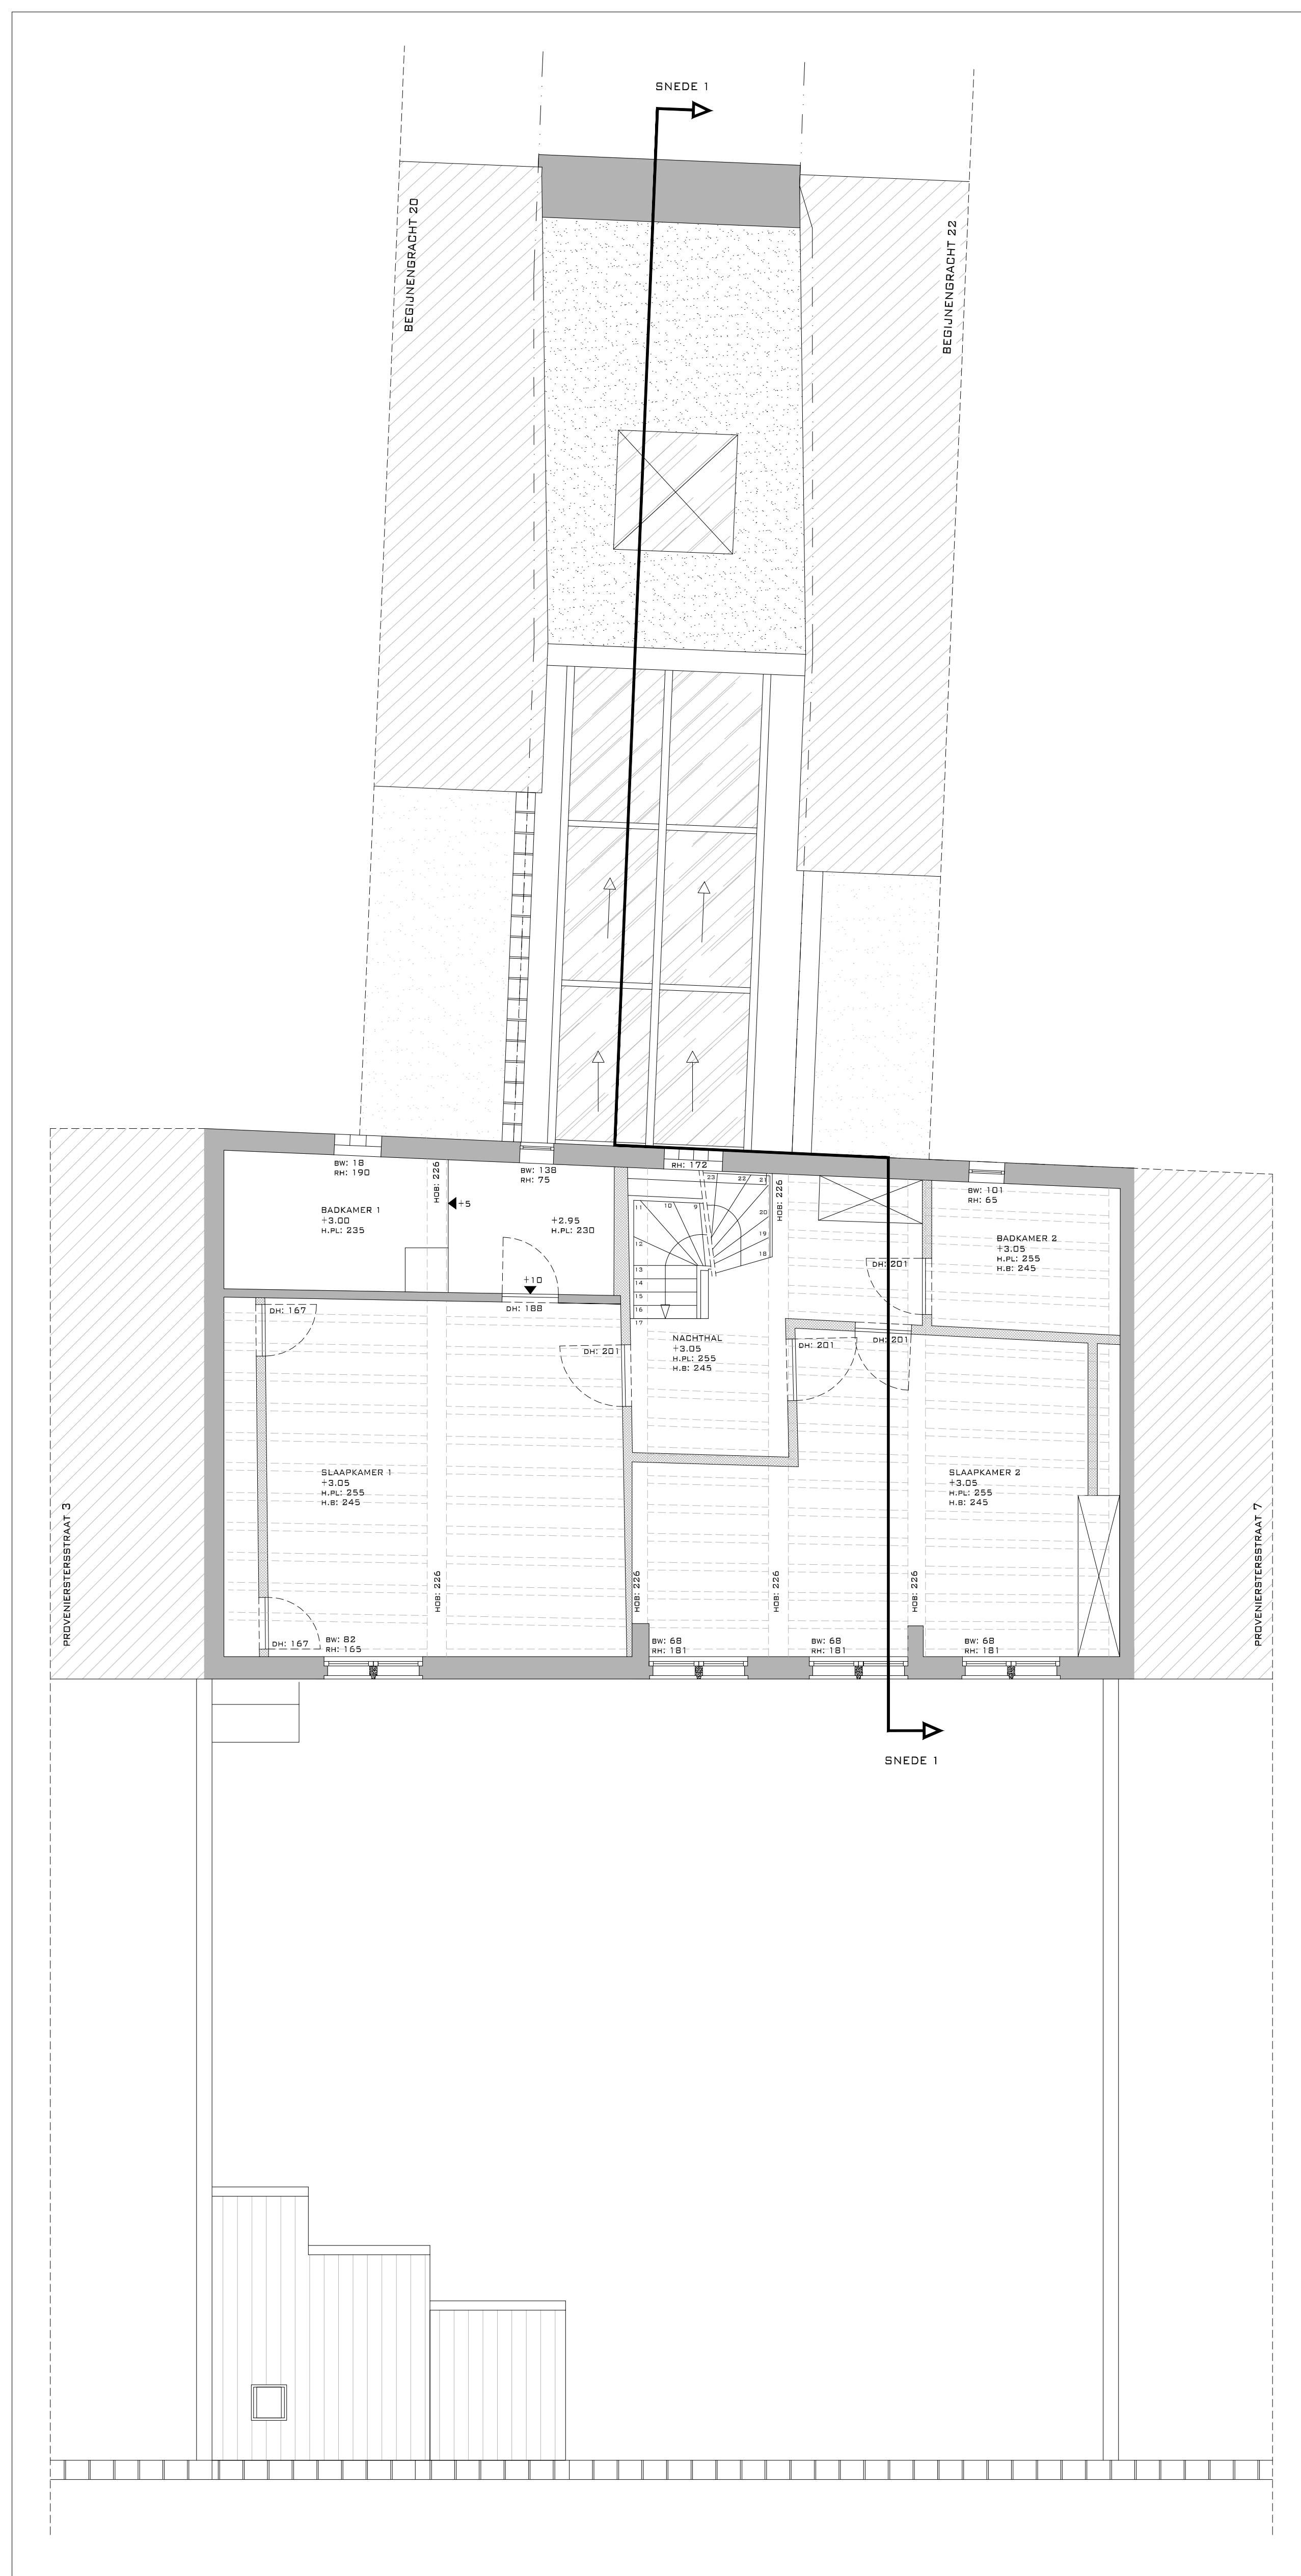 SNEDE 1
BEGIJNENGRACHT 20
BEGIJNENGRACHT 22
BW: 18
RH: 190
HOB: 226
BW: 138
RH: 75
RH: 172
HOB: 226
BW: 101
RH: 65
BADKAMER 1
+3.00
H.PL: 235
+5
+2.95
H.PL: 230
+10
DH: 188
11
10
9
12
13
14
15
16
17
23
22
21
20
19
18
BADKAMER 2
+3.05
H.PL: 255
H.B: 245
DH: 201
DH: 167
DH: 201
NACHTHAL
+3.05
H.PL: 255
H.B: 245
DH: 201
DH: 201
SLAAPKAMER 1
+3.05
H.PL: 255
H.B: 245
SLAAPKAMER 2
+3.05
H.PL: 255
H.B: 245
PROVENIERSTERSSTRAAT 3
PROVENIERSTERSSTRAAT 7
HOB: 226
HOB: 226
HOB: 226
HOB: 226
DH: 167
BW: 82
RH: 165
BW: 68
RH: 181
BW: 68
RH: 181
BW: 68
RH: 181
SNEDE 1